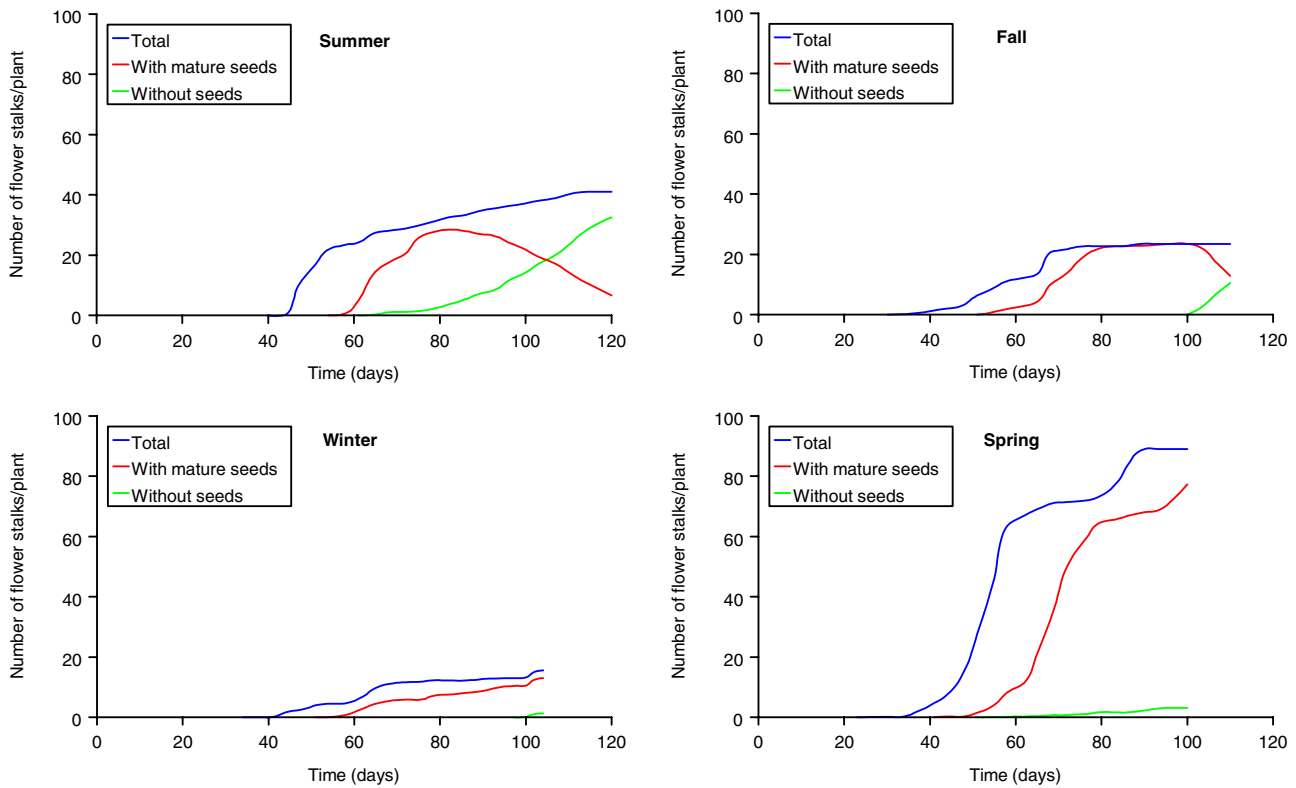 Summer
Number of flower stalks/plant
100
80
60
40
20
0
Total
With mature seeds
Without seeds
0 20 40 60 80 100 120
Time (days)
Fall
Number of flower stalks/plant
100
80
60
40
20
0
Total
With mature seeds
Without seeds
0 20 40 60 80 100 120
Time (days)
Winter
Number of flower stalks/plant
100
80
60
40
20
0
Total
With mature seeds
Without seeds
0 20 40 60 80 100 120
Time (days)
Spring
Number of flower stalks/plant
100
80
60
40
20
0
Total
With mature seeds
Without seeds
0 20 40 60 80 100 120
Time (days)